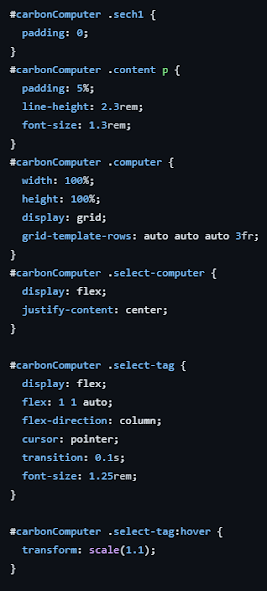 #carbonComputer .sech1 {
  padding: 0;
}
#carbonComputer .content p {
  padding: 5%;
  line-height: 2.3rem;
  font-size: 1.3rem;
}
#carbonComputer .computer {
  width: 100%;
  height: 100%;
  display: grid;
  grid-template-rows: auto auto auto 3fr;
}
#carbonComputer .select-computer {
  display: flex;
  justify-content: center;
}

#carbonComputer .select-tag {
  display: flex;
  flex: 1 1 auto;
  flex-direction: column;
  cursor: pointer;
  transition: 0.1s;
  font-size: 1.25rem;
}

#carbonComputer .select-tag:hover {
  transform: scale(1.1);
}